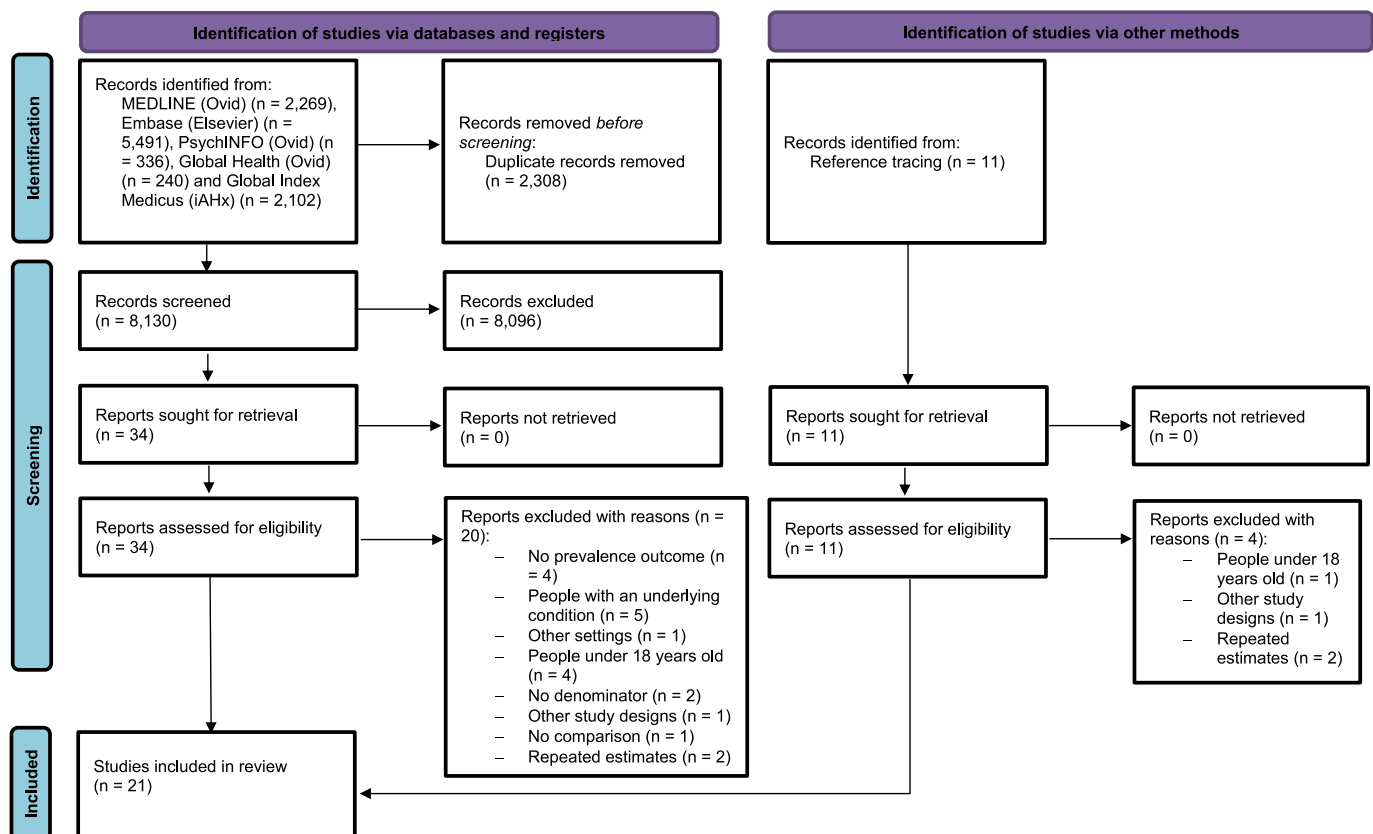 Identification of studies via databases and registers
Identification of studies via other methods
Identification
Records identified from:
MEDLINE (Ovid) (n = 2,269),
Embase (Elsevier) (n =
5,491), PsychINFO (Ovid) (n
= 336), Global Health (Ovid)
(n = 240) and Global Index
Medicus (iAHx) (n = 2,102)
Records removed before
screening:
Duplicate records removed
(n = 2,308)
Records identified from:
Reference tracing (n = 11)
Screening
Records screened
(n = 8,130)
Records excluded
(n = 8,096)
Reports sought for retrieval
(n = 34)
Reports not retrieved
(n = 0)
Reports sought for retrieval
(n = 11)
Reports not retrieved
(n = 0)
Reports assessed for eligibility
(n = 34)
Reports excluded with reasons (n =
20):
– No prevalence outcome (n
= 4)
– People with an underlying
condition (n = 5)
– Other settings (n = 1)
– People under 18 years old
(n = 4)
– No denominator (n = 2)
– Other study designs (n = 1)
– No comparison (n = 1)
– Repeated estimates (n = 2)
Reports assessed for eligibility
(n = 11)
Reports excluded with
reasons (n = 4):
– People under 18
years old (n = 1)
– Other study
designs (n = 1)
– Repeated
estimates (n = 2)
Included
Studies included in review
(n = 21)